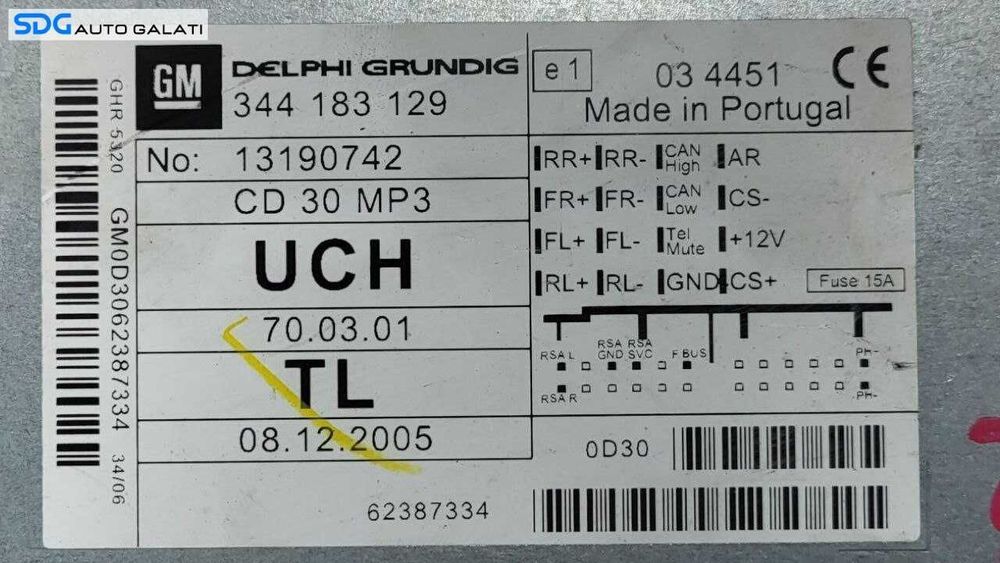 SDG AUTO GALATI
GHR 5320
GM0D3062387334
34/06
GM
DELPHI GRUNDIG
344 183 129
No: 13190742
CD 30 MP3
UCH
70.03.01
TL
08.12.2005
62387334
e1 03 4451 CE
Made in Portugal
RR+ RR- CAN High AR
FR+ FR- CAN Low CS-
FL+ FL- Tel Mute +12V
RL+ RL- GND CS+ Fuse 15A
RSA L RSA GND RSA SVC F BUS PH-
RSA R PH-
0D30